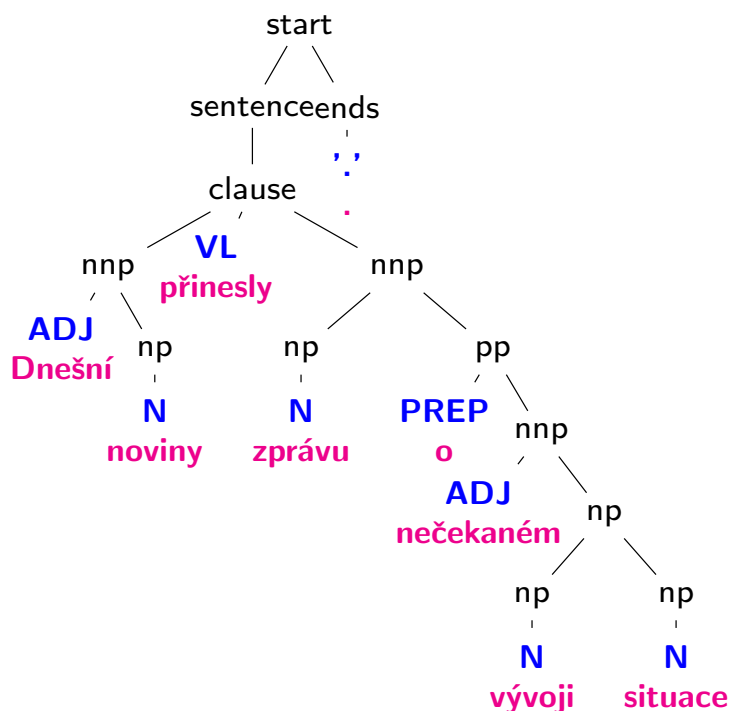 start
sentence ends
','
.
clause
.
VL
nnp nnp
přinesly
ADJ
np np pp
Dnešní
N N PREP
nnp
noviny zprávu o
ADJ
np
nečekaném
np np
N N
vývoji situace